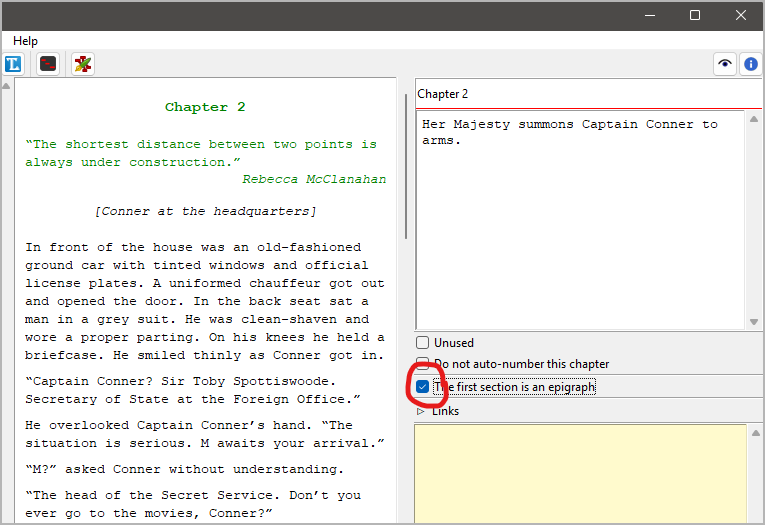 Help
Chapter 2
“The shortest distance between two points is
always under construction.”
Rebecca McClanahan
[Conner at the headquarters]
In front of the house was an old-fashioned
ground car with tinted windows and official
license plates. A uniformed chauffeur got out
and opened the door. In the back seat sat a
man in a grey suit. He was clean-shaven and
wore a proper parting. On his knees he held a
briefcase. He smiled thinly as Conner got in.
“Captain Conner? Sir Toby Spottiswoode.
Secretary of State at the Foreign Office.”
He overlooked Captain Conner’s hand. “The
situation is serious. M awaits your arrival.”
“M?” asked Conner without understanding.
“The head of the Secret Service. Don’t you
ever go to the movies, Conner?”
Chapter 2
Her Majesty summons Captain Conner to
arms.
Unused
Do not auto-number this chapter
The first section is an epigraph
Links